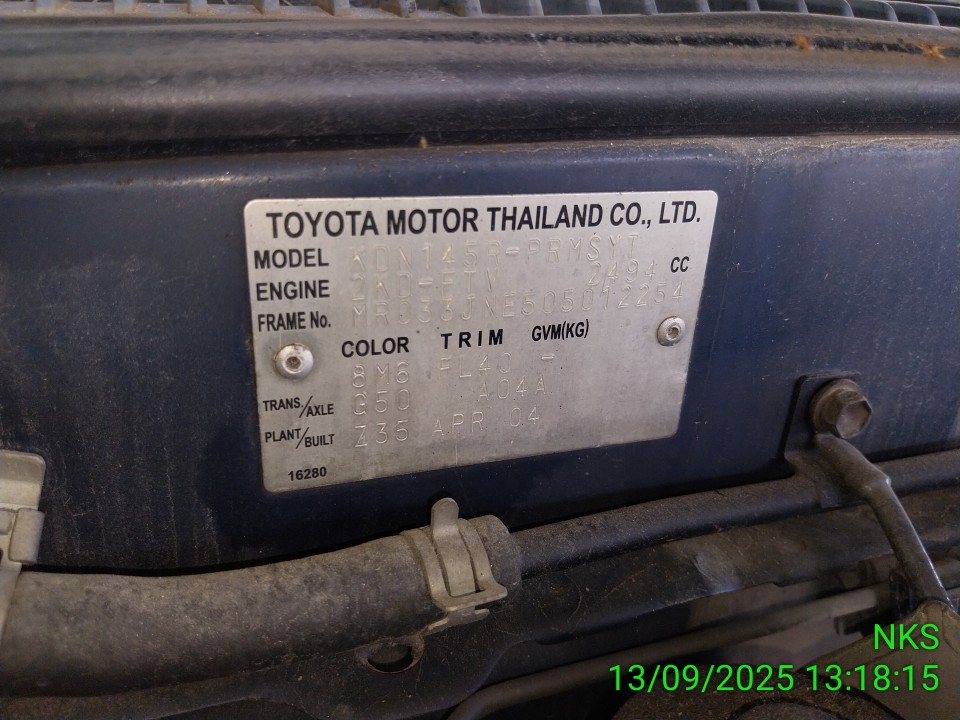 TOYOTA MOTOR THAILAND CO., LTD.
MODEL KDN145R-PRMSYT
ENGINE 2KD-FTV 2494 CC
FRAME No. MR033JNE505012254
COLOR TRIM GVM(KG)
8M6 FL40 -
TRANS./AXLE G50 A04A
PLANT/BUILT Z35 APR 04
16280
NKS
13/09/2025 13:18:15